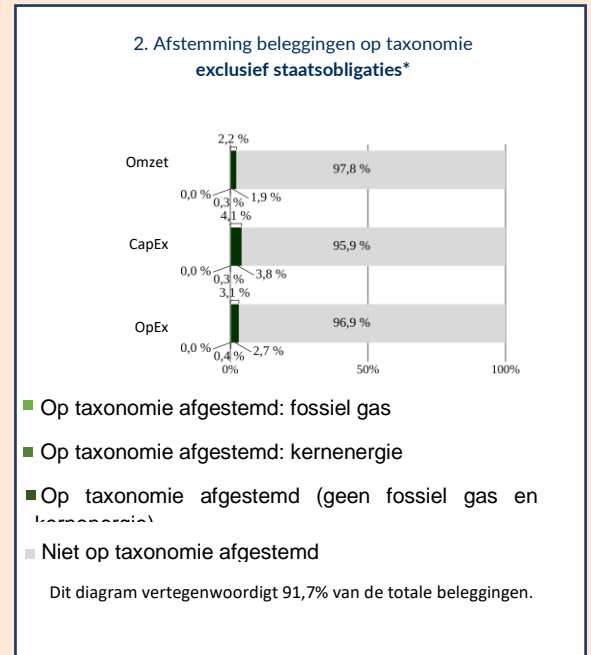 2. Afstemming beleggingen op taxonomie
exclusief staatsobligaties*
2,2 %
Omzet
97,8 %
0,0 %
0,3 %
1,9 %
4,1 %
CapEx
95,9 %
0,0 %
0,3 %
3,8 %
3,1 %
OpEx
96,9 %
0,0 %
0,4 %
2,7 %
0%
50%
100%
Op taxonomie afgestemd: fossiel gas
Op taxonomie afgestemd: kernenergie
Op taxonomie afgestemd (geen fossiel gas en
kernenergie)
Niet op taxonomie afgestemd
Dit diagram vertegenwoordigt 91,7% van de totale beleggingen.